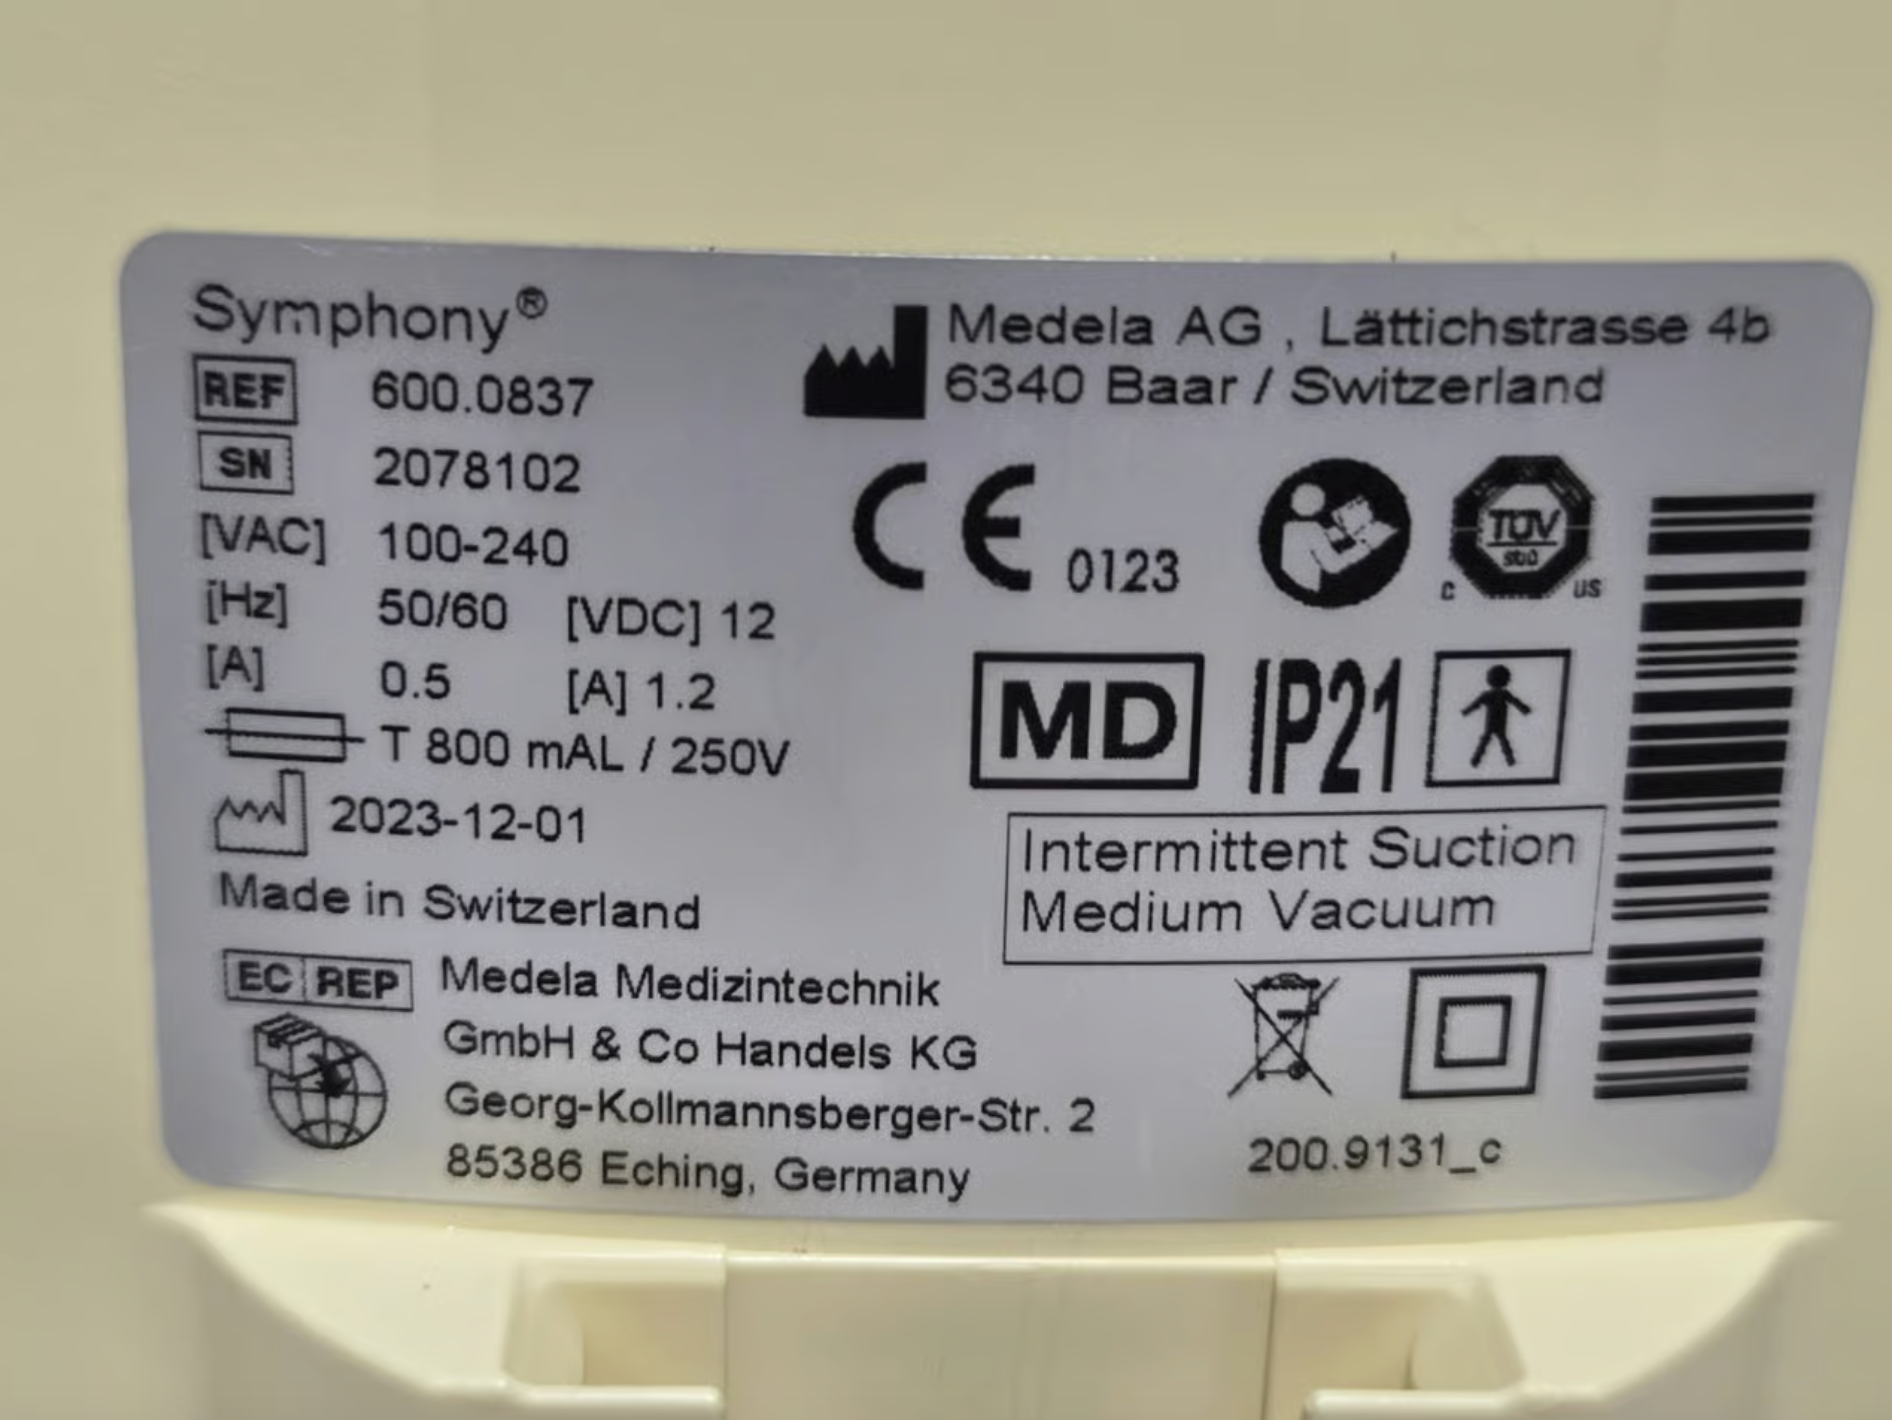 Symphony®
REF 600.0837
SN 2078102
[VAC] 100-240
[Hz] 50/60 [VDC] 12
[A] 0.5 [A] 1.2
T 800 mAL / 250V
2023-12-01
Made in Switzerland
EC REP Medela Medizintechnik
GmbH & Co Handels KG
Georg-Kollmannsberger-Str. 2
85386 Eching, Germany
Medela AG , Lättichstrasse 4b
6340 Baar / Switzerland
CE 0123
TÜV
SÜD
C US
MD IP21
Intermittent Suction
Medium Vacuum
200.9131_c